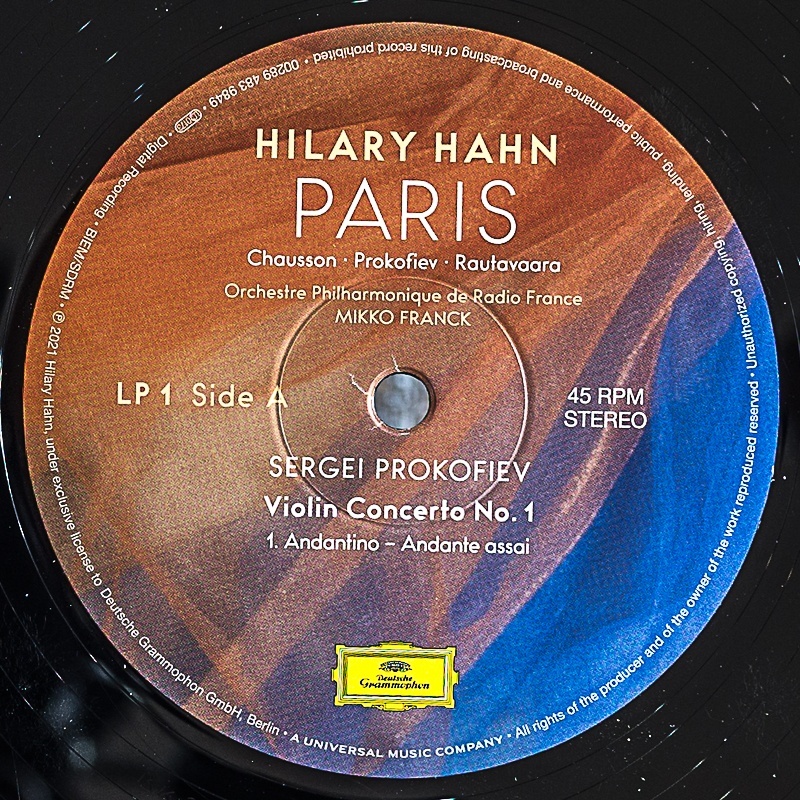 HILARY HAHN
PARIS
Chausson · Prokofiev · Rautavaara
Orchestre Philharmonique de Radio France
MIKKO FRANCK
LP 1 Side A
45 RPM
STEREO
SERGEI PROKOFIEV
Violin Concerto No. 1
1. Andantino – Andante assai
Deutsche
Grammophon
Digital Recording · BIEM/SDRM · ℗ 2021 Hilary Hahn, under exclusive license to Deutsche Grammophon GmbH, Berlin · A UNIVERSAL MUSIC COMPANY · All rights of the producer and of the owner of the work reproduced reserved · Unauthorized copying, hiring, lending, public performance and broadcasting of this record prohibited · 00289 483 9849 ·